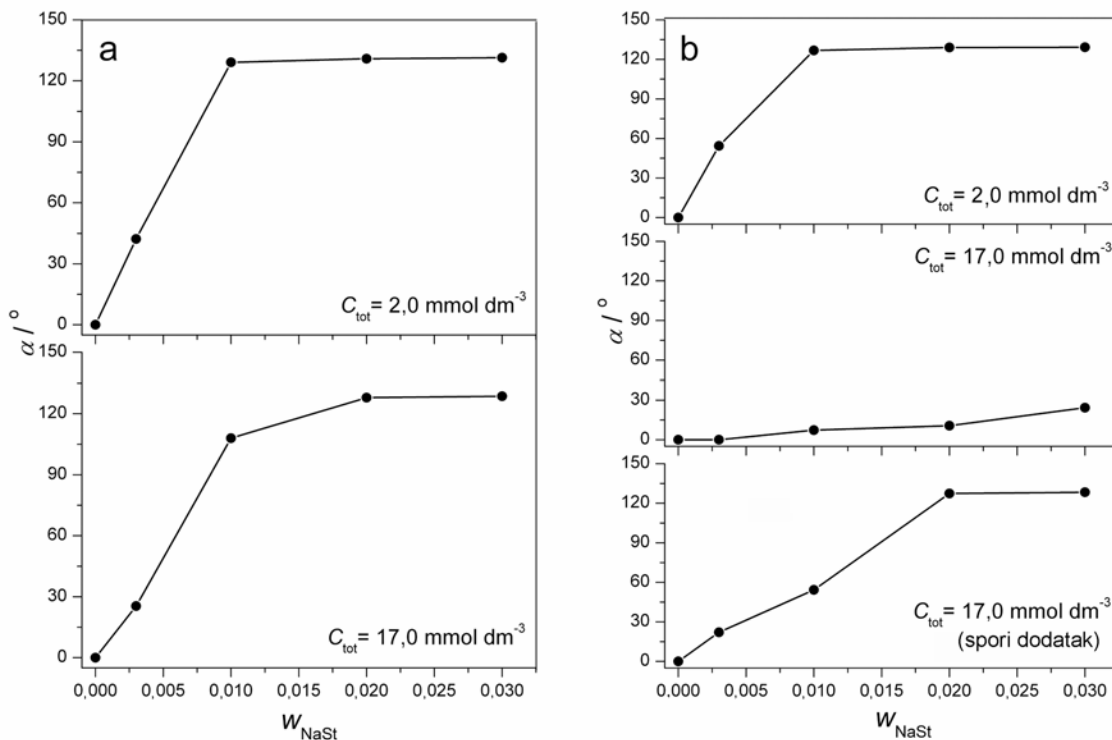 a
150
120
90
60
30
0
C_tot = 2,0 mmol dm⁻³
α / °
150
120
90
60
30
0
C_tot = 17,0 mmol dm⁻³
0,000 0,005 0,010 0,015 0,020 0,025 0,030
w_NaSt
b
150
120
90
60
30
0
C_tot = 2,0 mmol dm⁻³
C_tot = 17,0 mmol dm⁻³
α / °
120
90
60
30
0
150
120
90
60
30
0
C_tot = 17,0 mmol dm⁻³
(spori dodatak)
0,000 0,005 0,010 0,015 0,020 0,025 0,030
w_NaSt